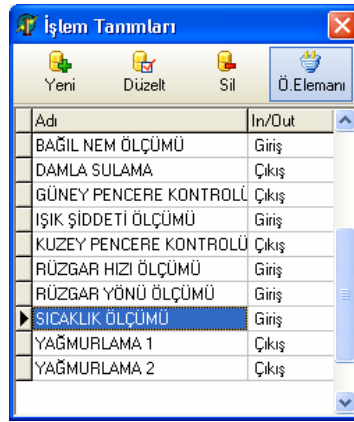 İşlem Tanımları
Yeni Düzelt Sil Ö.Elemanı
Adı In/Out
BAĞIL NEM ÖLÇÜMÜ Giriş
DAMLA SULAMA Çıkış
GÜNEY PENCERE KONTROLÜ Çıkış
IŞIK ŞİDDETİ ÖLÇÜMÜ Giriş
KUZEY PENCERE KONTROLÜ Çıkış
RÜZGAR HIZI ÖLÇÜMÜ Giriş
RÜZGAR YÖNÜ ÖLÇÜMÜ Giriş
SICAKLIK ÖLÇÜMÜ Giriş
YAĞMURLAMA 1 Çıkış
YAĞMURLAMA 2 Çıkış